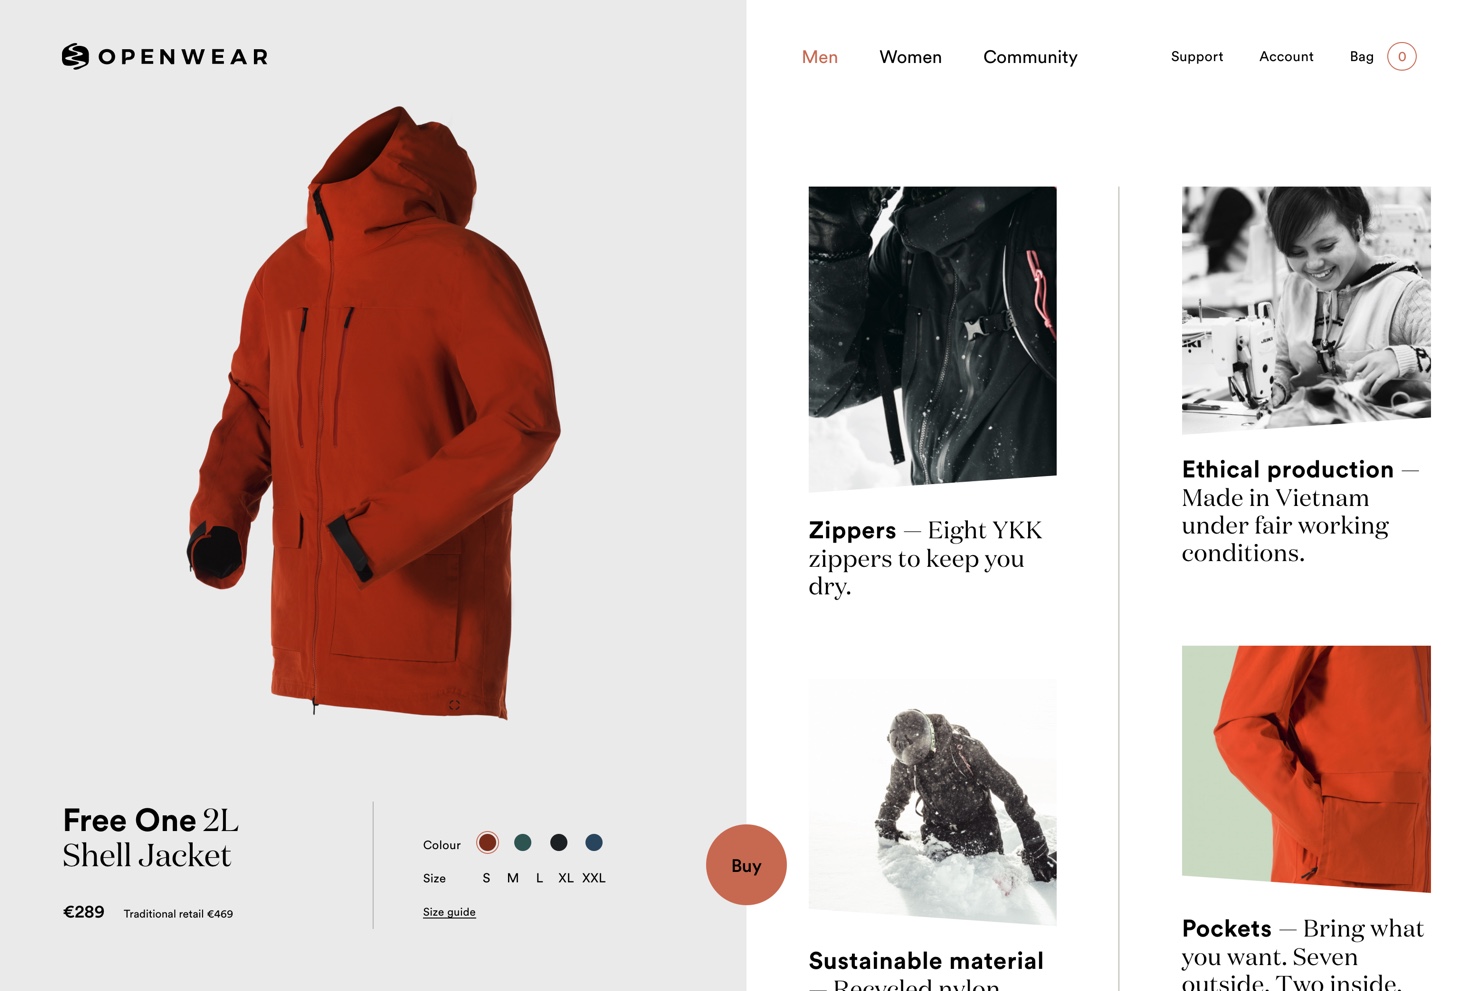 OPENWEAR
Men Women Community Support Account Bag 0
Zippers — Eight YKK
zippers to keep you
dry.
Ethical production —
Made in Vietnam
under fair working
conditions.
Free One 2L
Shell Jacket
€289 Traditional retail €469
Colour
Size S M L XL XXL
Size guide
Buy
Sustainable material
— Recycled nylon
Pockets — Bring what
you want. Seven
outside. Two inside.